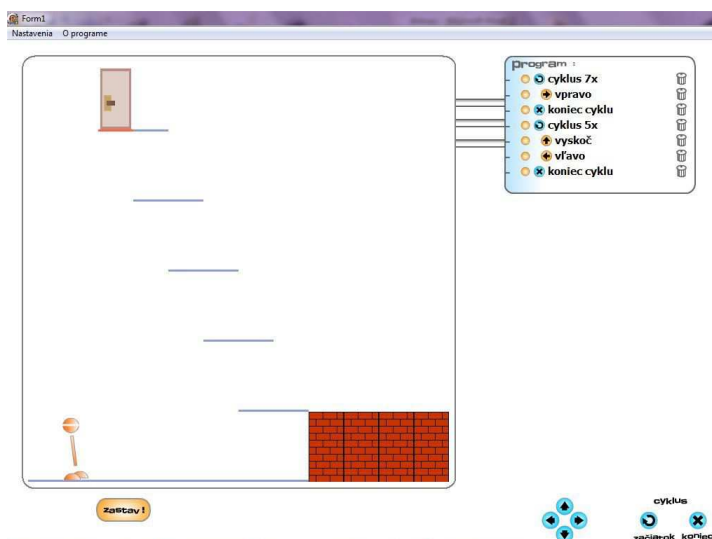 Form1
Nastavenia O programe
program :
cyklus 7x
vpravo
koniec cyklu
cyklus 5x
vyskoč
vľavo
koniec cyklu
zastav !
cyklus
začiatok koniec